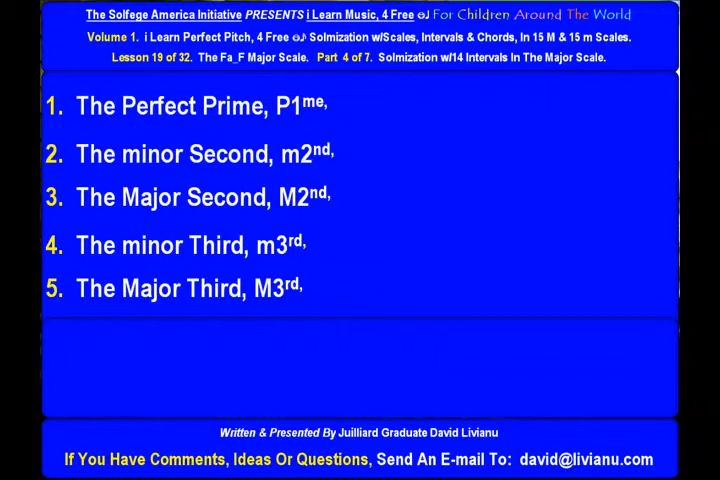 The Solfege America Initiative PRESENTS i Learn Music, 4 Free For Children Around The World
Volume 1. i Learn Perfect Pitch, 4 Free Solmization w/Scales, Intervals & Chords, In 15 M & 15 m Scales.
Lesson 19 of 32. The Fa_F Major Scale. Part 4 of 7. Solmization w/14 Intervals In The Major Scale.
1. The Perfect Prime, P1me,
2. The minor Second, m2nd,
3. The Major Second, M2nd,
4. The minor Third, m3rd,
5. The Major Third, M3rd,
Written & Presented By Juilliard Graduate David Livianu
If You Have Comments, Ideas Or Questions, Send An E-mail To: david@livianu.com